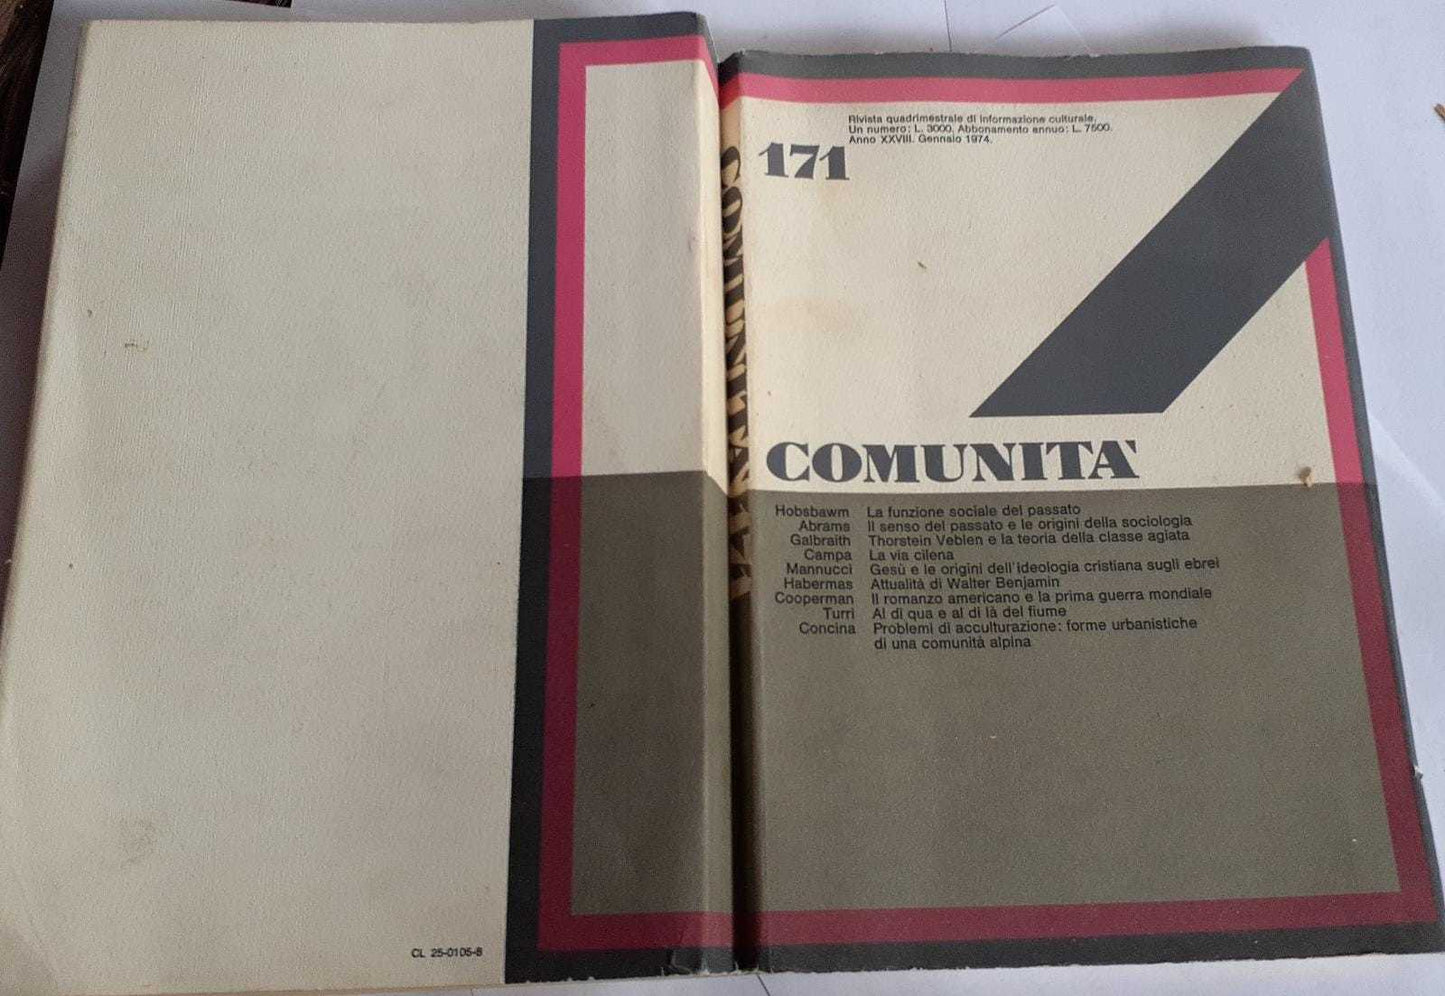 Rivista quadrimestrale di informazione culturale.
Un numero: L. 3000. Abbonamento annuo: L. 7500.
Anno XXVIII. Gennaio 1974.
171
COMUNITÀ
COMUNITA'
Hobsbawm La funzione sociale del passato
Abrams Il senso del passato e le origini della sociologia
Galbraith Thorstein Veblen e la teoria della classe agiata
Campa La via cilena
Mannucci Gesù e le origini dell'ideologia cristiana sugli ebrei
Habermas Attualità di Walter Benjamin
Cooperman Il romanzo americano e la prima guerra mondiale
Turri Al di qua e al di là del fiume
Concina Problemi di acculturazione: forme urbanistiche
di una comunità alpina
CL 25-0105-8